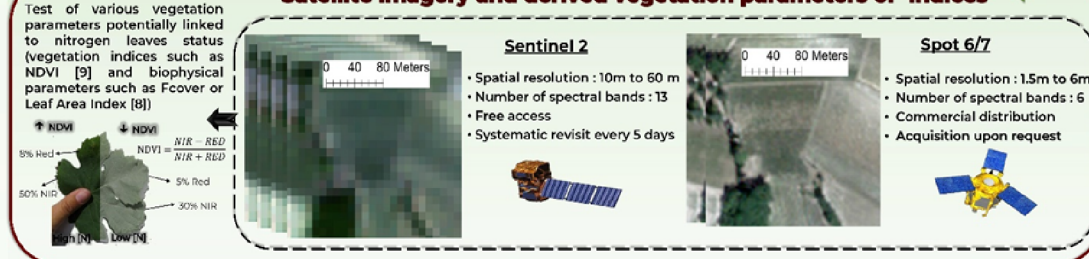 Satellite imagery and derived vegetation parameters or indices
Test of various vegetation
parameters potentially linked
to nitrogen leaves status
(vegetation indices such as
NDVI [9] and biophysical
parameters such as Fcover or
Leaf Area Index [8])
↑ NDVI ↓ NDVI
NDVI = NIR − RED / NIR + RED
8% Red
5% Red
50% NIR
30% NIR
High [N] Low [N]
0 40 80 Meters
Sentinel 2
• Spatial resolution : 10m to 60 m
• Number of spectral bands : 13
• Free access
• Systematic revisit every 5 days
0 40 80 Meters
Spot 6/7
• Spatial resolution : 1.5m to 6m
• Number of spectral bands : 6
• Commercial distribution
• Acquisition upon request